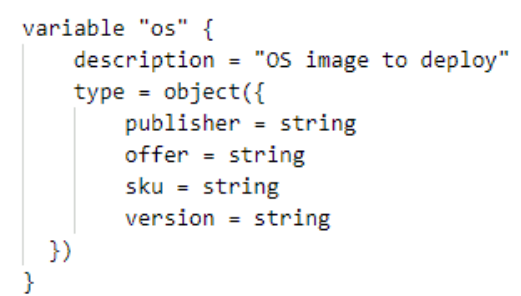 variable "os" {
    description = "OS image to deploy"
    type = object({
        publisher = string
        offer = string
        sku = string
        version = string
  })
}